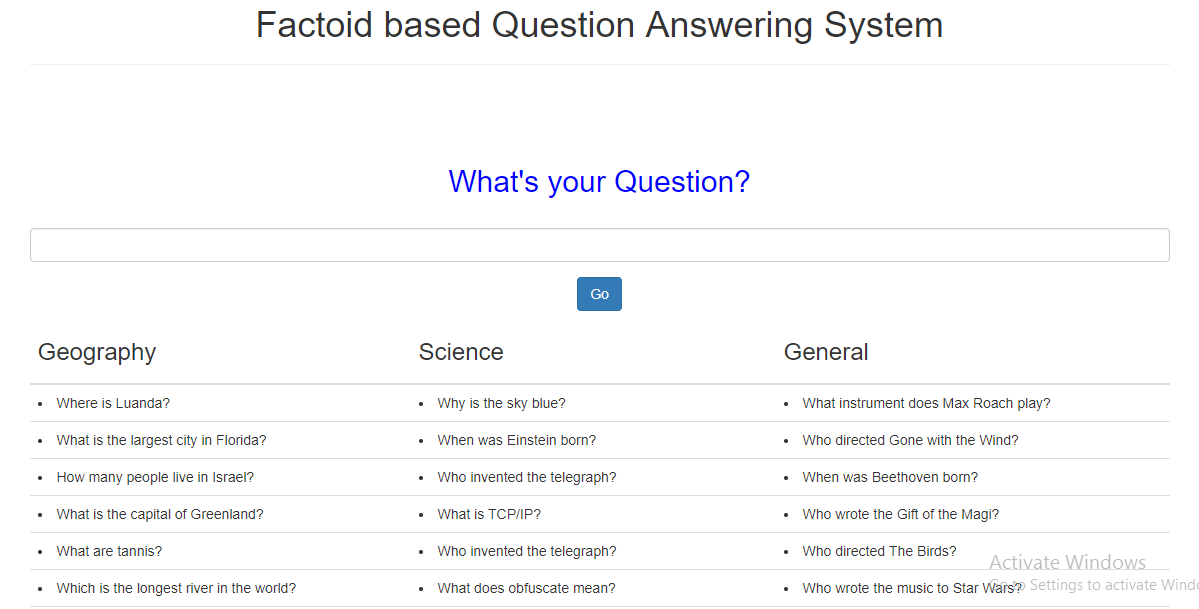 Factoid based Question Answering System
What's your Question?
Go
Geography Science General
Where is Luanda? Why is the sky blue? What instrument does Max Roach play?
What is the largest city in Florida? When was Einstein born? Who directed Gone with the Wind?
How many people live in Israel? Who invented the telegraph? When was Beethoven born?
What is the capital of Greenland? What is TCP/IP? Who wrote the Gift of the Magi?
What are tannis? Who invented the telegraph? Who directed The Birds?
Activate Windows
Which is the longest river in the world? What does obfuscate mean? Who wrote the music to Star Wars?
Go to Settings to activate Wind